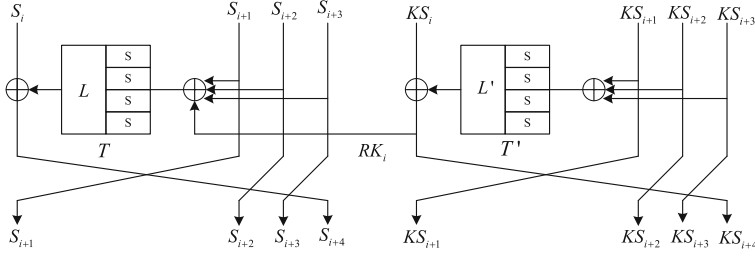 S_i S_{i+1} S_{i+2} S_{i+3} KS_i KS_{i+1} KS_{i+2} KS_{i+3}
L S S S S L' S S S S
T RK_i T'
S_{i+1} S_{i+2} S_{i+3} S_{i+4} KS_{i+1} KS_{i+2} KS_{i+3} KS_{i+4}